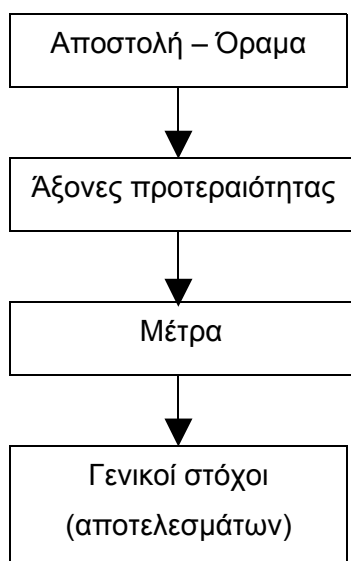 Αποστολή – Όραμα
Άξονες προτεραιότητας
Μέτρα
Γενικοί στόχοι
(αποτελεσμάτων)